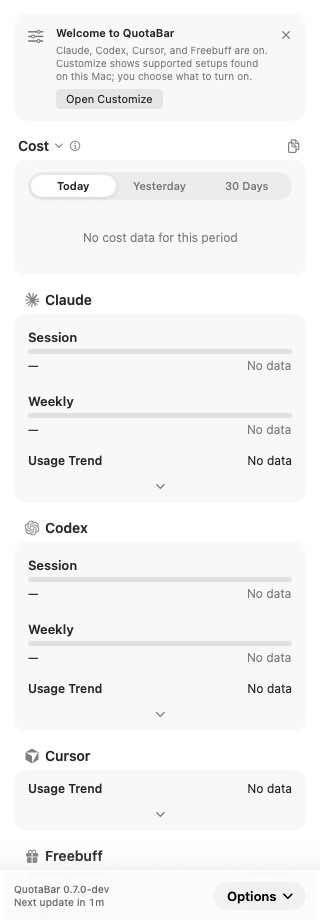 Welcome to QuotaBar
Claude, Codex, Cursor, and Freebuff are on.
Customize shows supported setups found
on this Mac; you choose what to turn on.
Open Customize
Cost
Today Yesterday 30 Days
No cost data for this period
Claude
Session
— No data
Weekly
— No data
Usage Trend No data
Codex
Session
— No data
Weekly
— No data
Usage Trend No data
Cursor
Usage Trend No data
Freebuff
QuotaBar 0.7.0-dev
Next update in 1m
Options